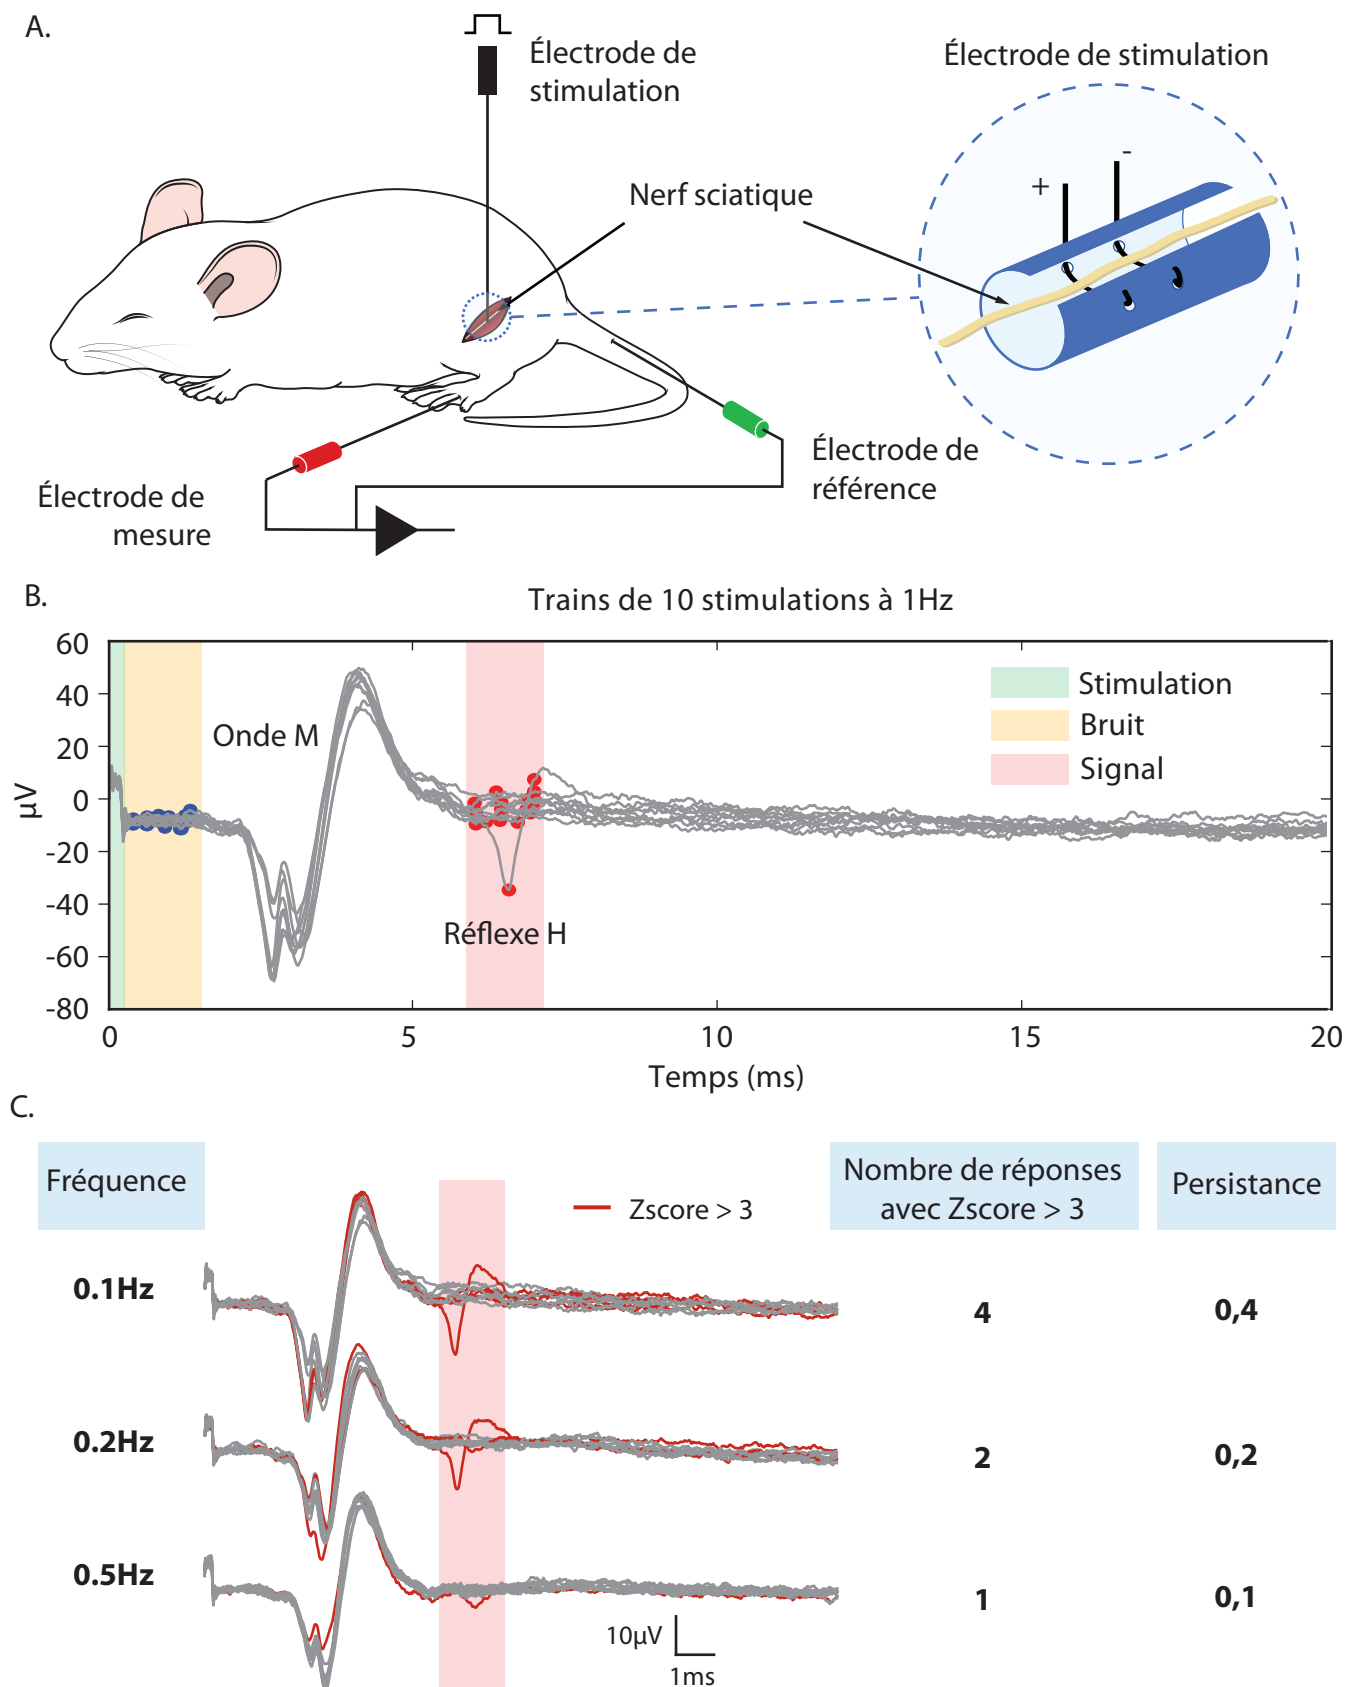 A.
Électrode de
stimulation
Électrode de stimulation
+
-
Nerf sciatique
Électrode de
mesure
Électrode de
référence
B.
Trains de 10 stimulations à 1Hz
60
40
20
0
-20
-40
-60
-80
µV
Onde M
Réflexe H
Stimulation
Bruit
Signal
0
5
10
15
20
Temps (ms)
C.
Fréquence
Zscore > 3
Nombre de réponses
avec Zscore > 3
Persistance
0.1Hz
4
0,4
0.2Hz
2
0,2
0.5Hz
1
0,1
10µV
1ms